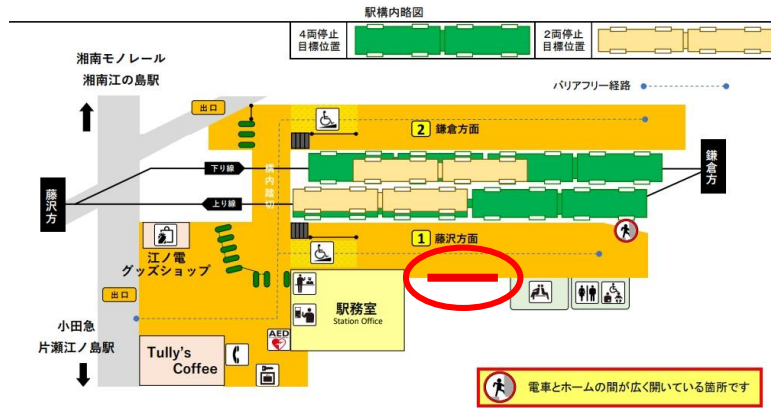 駅構内略図
4両停止
目標位置
2両停止
目標位置
湘南モノレール
湘南江の島駅
バリアフリー経路
出口
2 鎌倉方面
下り線
構内踏切
鎌倉方
藤沢方
上り線
1 藤沢方面
江ノ電
グッズショップ
出口
駅務室
Station Office
小田急
片瀬江ノ島駅
AED
Tully's
Coffee
電車とホームの間が広く開いている箇所です